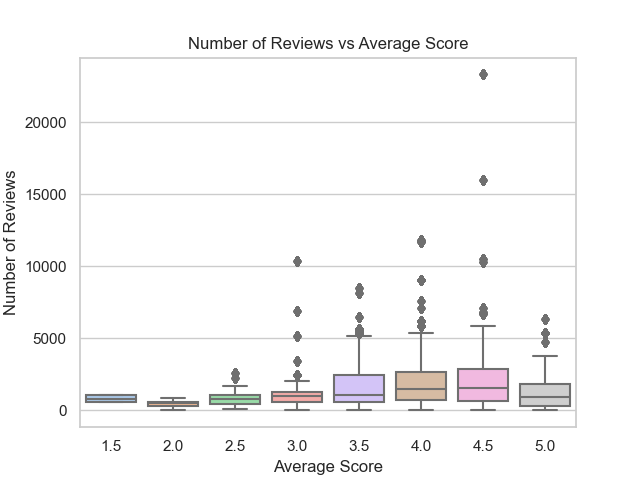 Number of Reviews vs Average Score
Number of Reviews
20000
15000
10000
5000
0
1.5 2.0 2.5 3.0 3.5 4.0 4.5 5.0
Average Score